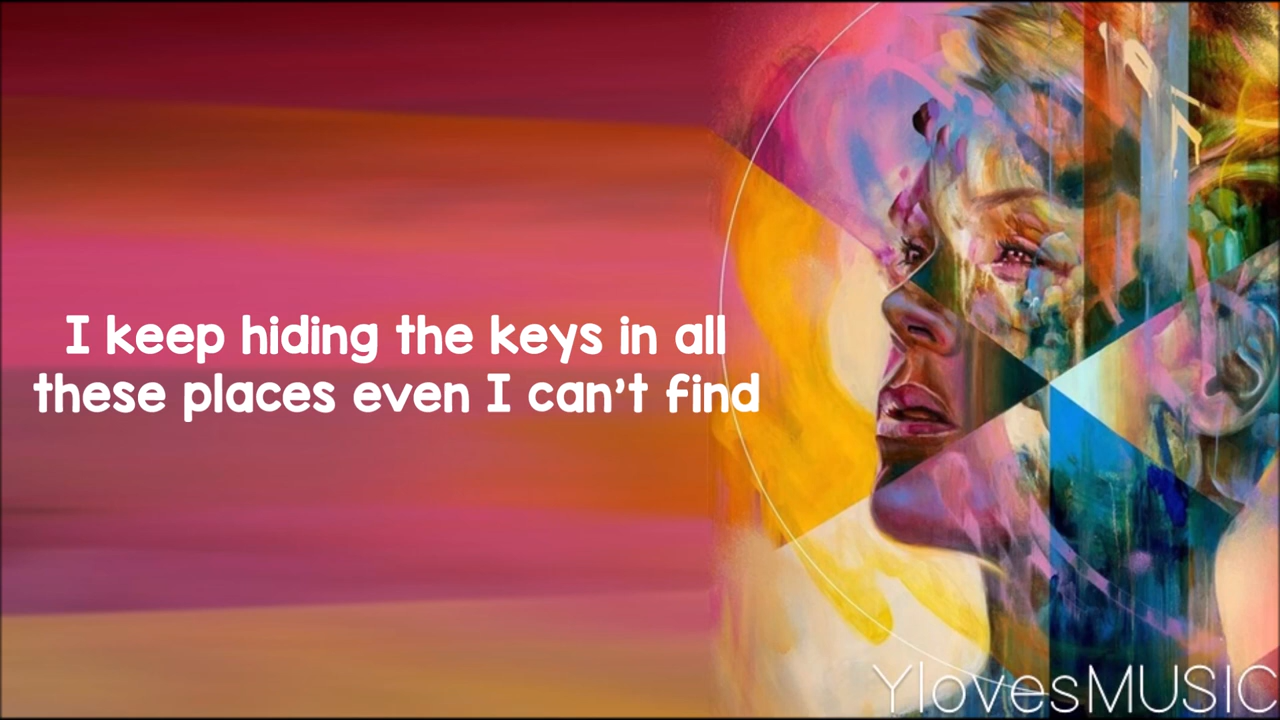 I keep hiding the keys in all
these places even I can't find
YlovesMUSIC